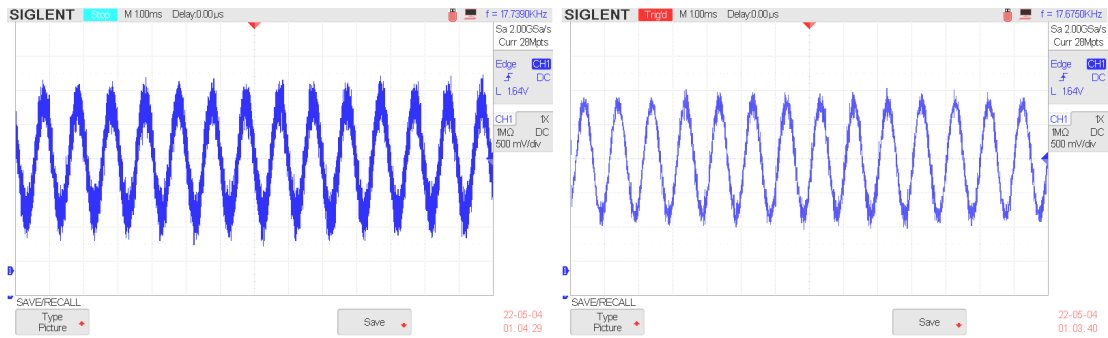 SIGLENT Stop M 1.00ms Delay:0.00µs f = 17.7390KHz
Sa 2.00GSa/s
Curr 28Mpts
Edge CH1
DC
L 1.64V
CH1 1X
1MΩ DC
500 mV/div
SAVE/RECALL
Type
Picture
Save
22-05-04
01:04:29
SIGLENT Trig'd M 1.00ms Delay:0.00µs f = 17.6750KHz
Sa 2.00GSa/s
Curr 28Mpts
Edge CH1
DC
L 1.64V
CH1 1X
1MΩ DC
500 mV/div
SAVE/RECALL
Type
Picture
Save
22-05-04
01:03:40